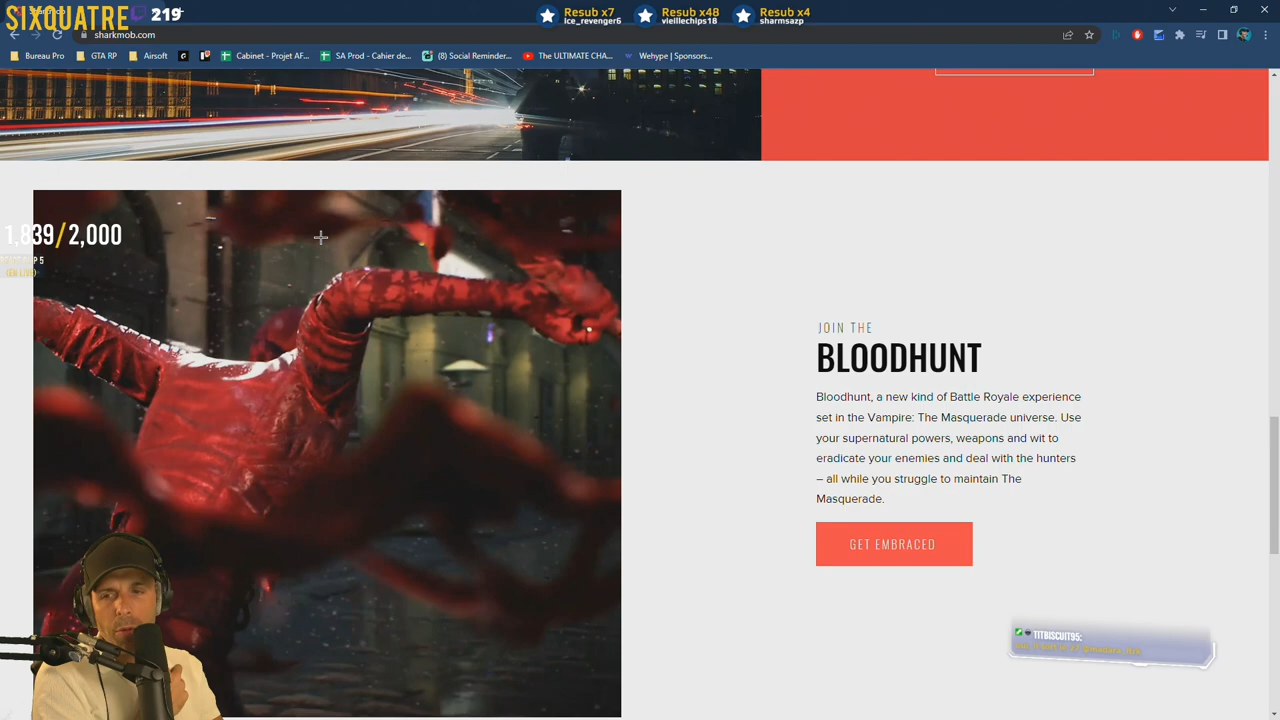 SIXQUATRE
219
Resub x7
Ice_revenger6
Resub x48
vieillechips18
Resub x4
sharmsazp
sharkmob.com
Bureau Pro
GTA RP
Airsoft
Cabinet - Projet AF...
SA Prod - Cahier de...
(8) Social Reminder...
The ULTIMATE CHA...
Wehype | Sponsors...
1,839/2,000
JOIN THE
BLOODHUNT
Bloodhunt, a new kind of Battle Royale experience
set in the Vampire: The Masquerade universe. Use
your supernatural powers, weapons and wit to
eradicate your enemies and deal with the hunters
– all while you struggle to maintain The
Masquerade.
GET EMBRACED
TITBISCUIT95: